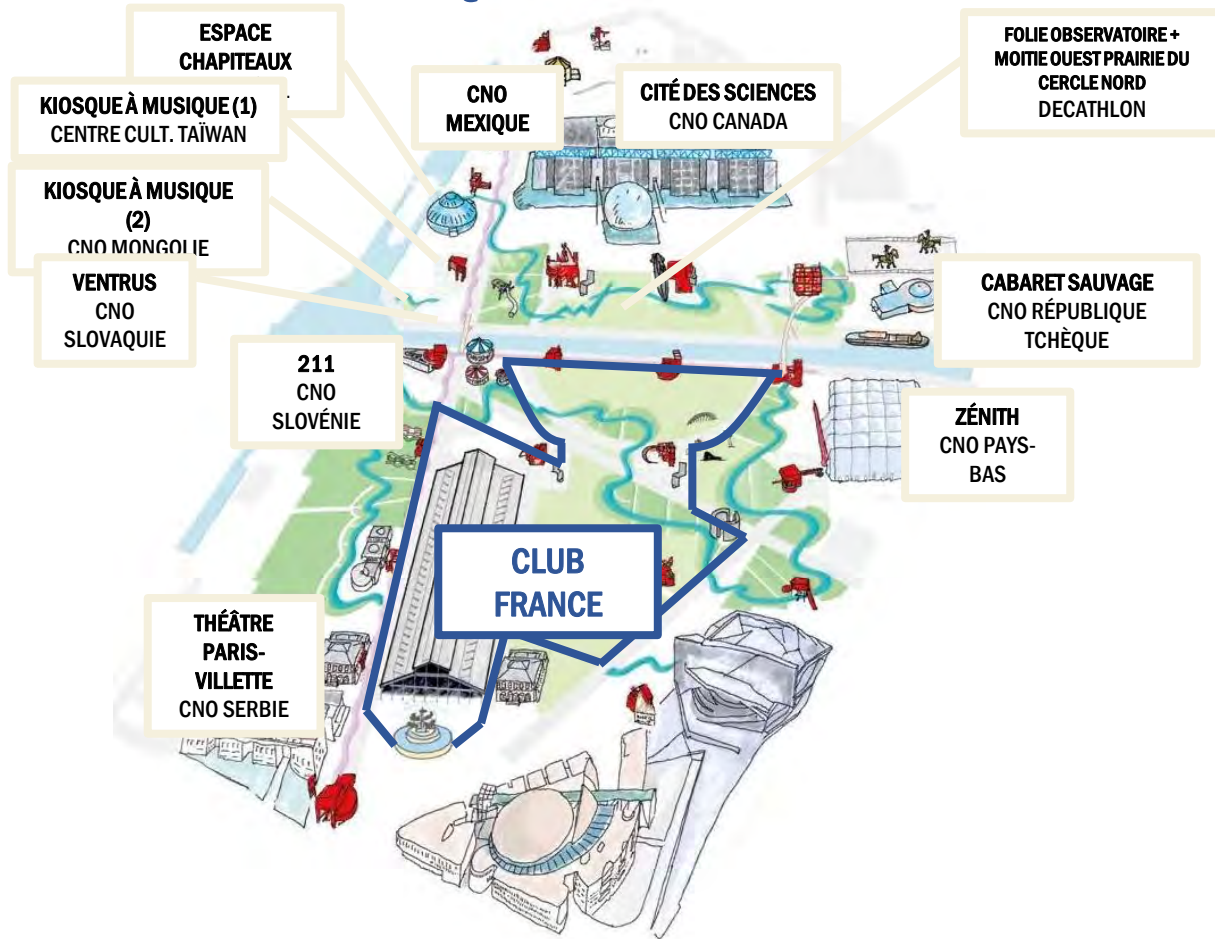 ESPACE
CHAPITEAUX
KIOSQUE À MUSIQUE (1)
CENTRE CULT. TAÏWAN
KIOSQUE À MUSIQUE
(2)
CNO MONGOLIE
VENTRUS
CNO
SLOVAQUIE
211
CNO
SLOVÉNIE
THÉÂTRE
PARIS-
VILLETTE
CNO SERBIE
CNO
MEXIQUE
CITÉ DES SCIENCES
CNO CANADA
FOLIE OBSERVATOIRE +
MOITIE OUEST PRAIRIE DU
CERCLE NORD
DECATHLON
CABARET SAUVAGE
CNO RÉPUBLIQUE
TCHÈQUE
ZÉNITH
CNO PAYS-
BAS
CLUB
FRANCE